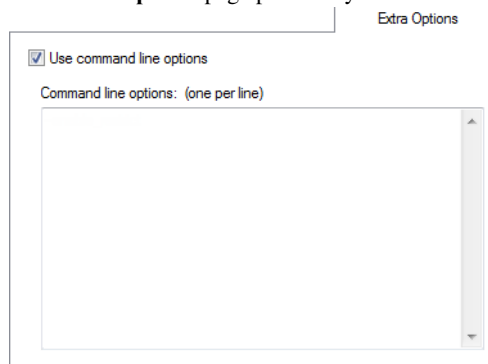 Extra Options
Use command line options
Command line options: (one per line)